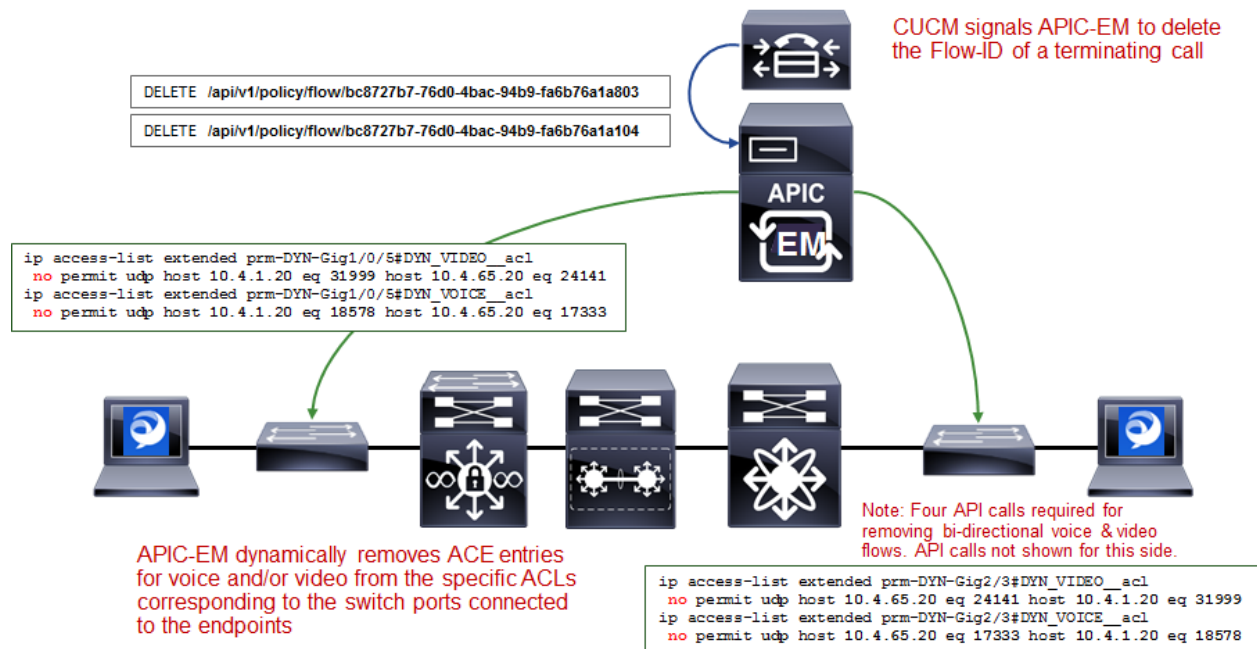 CUCM signals APIC-EM to delete
the Flow-ID of a terminating call
DELETE /api/v1/policy/flow/bc8727b7-76d0-4bac-94b9-fa6b76a1a803
DELETE /api/v1/policy/flow/bc8727b7-76d0-4bac-94b9-fa6b76a1a104
APIC
EM
ip access-list extended prm-DYN-Gig1/0/5#DYN_VIDEO__acl
no permit udp host 10.4.1.20 eq 31999 host 10.4.65.20 eq 24141
ip access-list extended prm-DYN-Gig1/0/5#DYN_VOICE__acl
no permit udp host 10.4.1.20 eq 18578 host 10.4.65.20 eq 17333
Note: Four API calls required for
removing bi-directional voice & video
flows. API calls not shown for this side.
APIC-EM dynamically removes ACE entries
for voice and/or video from the specific ACLs
corresponding to the switch ports connected
to the endpoints
ip access-list extended prm-DYN-Gig2/3#DYN_VIDEO__acl
no permit udp host 10.4.65.20 eq 24141 host 10.4.1.20 eq 31999
ip access-list extended prm-DYN-Gig2/3#DYN_VOICE__acl
no permit udp host 10.4.65.20 eq 17333 host 10.4.1.20 eq 18578